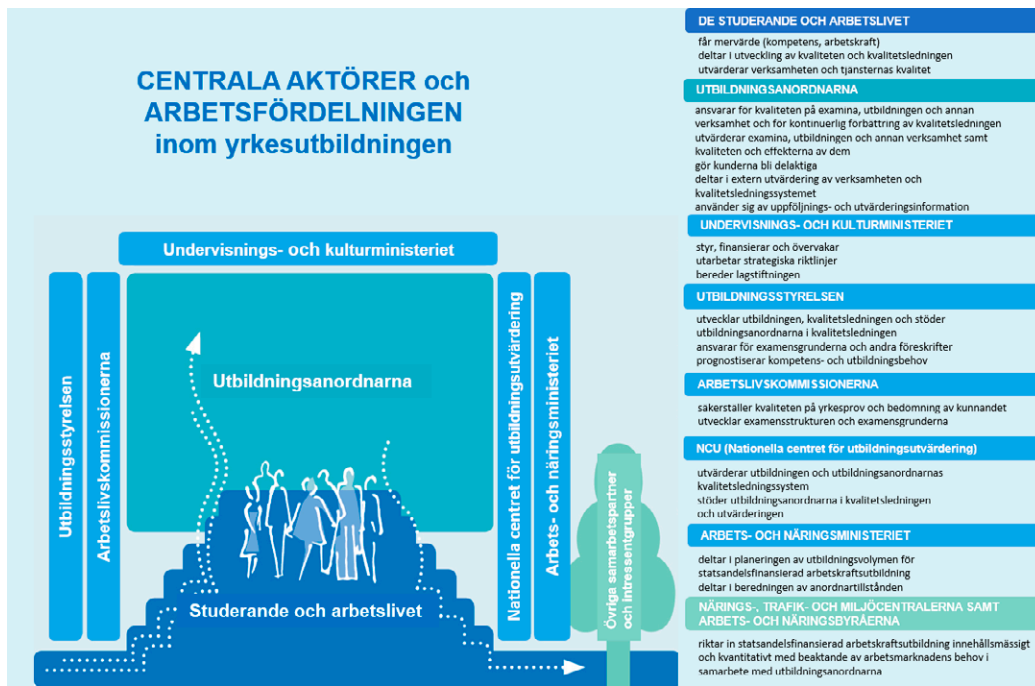 CENTRALA AKTÖRER och
ARBETSFÖRDELNINGEN
inom yrkesutbildningen
Undervisnings- och kulturministeriet
Utbildningsstyrelsen
Arbetslivskommissionerna
Utbildningsanordnarna
Studerande och arbetslivet
Nationella centret för utbildningsutvärdering
Arbets- och näringsministeriet
Övriga samarbetspartner
och intressentgrupper
DE STUDERANDE OCH ARBETSLIVET
får mervärde (kompetens, arbetskraft)
deltar i utveckling av kvaliteten och kvalitetsledningen
utvärderar verksamheten och tjänsternas kvalitet
UTBILDNINGSANORDNARNA
ansvarar för kvaliteten på examina, utbildningen och annan
verksamhet och för kontinuerlig förbättring av kvalitetsledningen
utvärderar examina, utbildningen och annan verksamhet samt
kvaliteten och effekterna av dem
gör kunderna bli delaktiga
deltar i extern utvärdering av verksamheten och
kvalitetsledningssystemet
använder sig av uppföljnings- och utvärderingsinformation
UNDERVISNINGS- OCH KULTURMINISTERIET
styr, finansierar och övervakar
utarbetar strategiska riktlinjer
bereder lagstiftningen
UTBILDNINGSSTYRELSEN
utvecklar utbildningen, kvalitetsledningen och stöder
utbildningsanordnarna i kvalitetsledningen
ansvarar för examensgrunderna och andra föreskrifter
prognostiserar kompetens- och utbildningsbehov
ARBETSLIVSKOMMISSIONERNA
säkerställer kvaliteten på yrkesprov och bedömning av kunnandet
utvecklar examensstrukturen och examensgrunderna
NCU (Nationella centret för utbildningsutvärdering)
utvärderar utbildningen och utbildningsanordnarnas
kvalitetsledningssystem
stöder utbildningsanordnarna i kvalitetsledningen
och utvärderingen
ARBETS- OCH NÄRINGSMINISTERIET
deltar i planeringen av utbildningsvolymen för
statsandelsfinansierad arbetskraftsutbildning
deltar i beredningen av anordnartillstånden
NÄRINGS-, TRAFIK- OCH MILJÖCENTRALERNA SAMT
ARBETS- OCH NÄRINGSBYRÅERNA
riktar in statsandelsfinansierad arbetskraftsutbildning innehållsmässigt
och kvantitativt med beaktande av arbetsmarknadens behov i
samarbete med utbildningsanordnarna